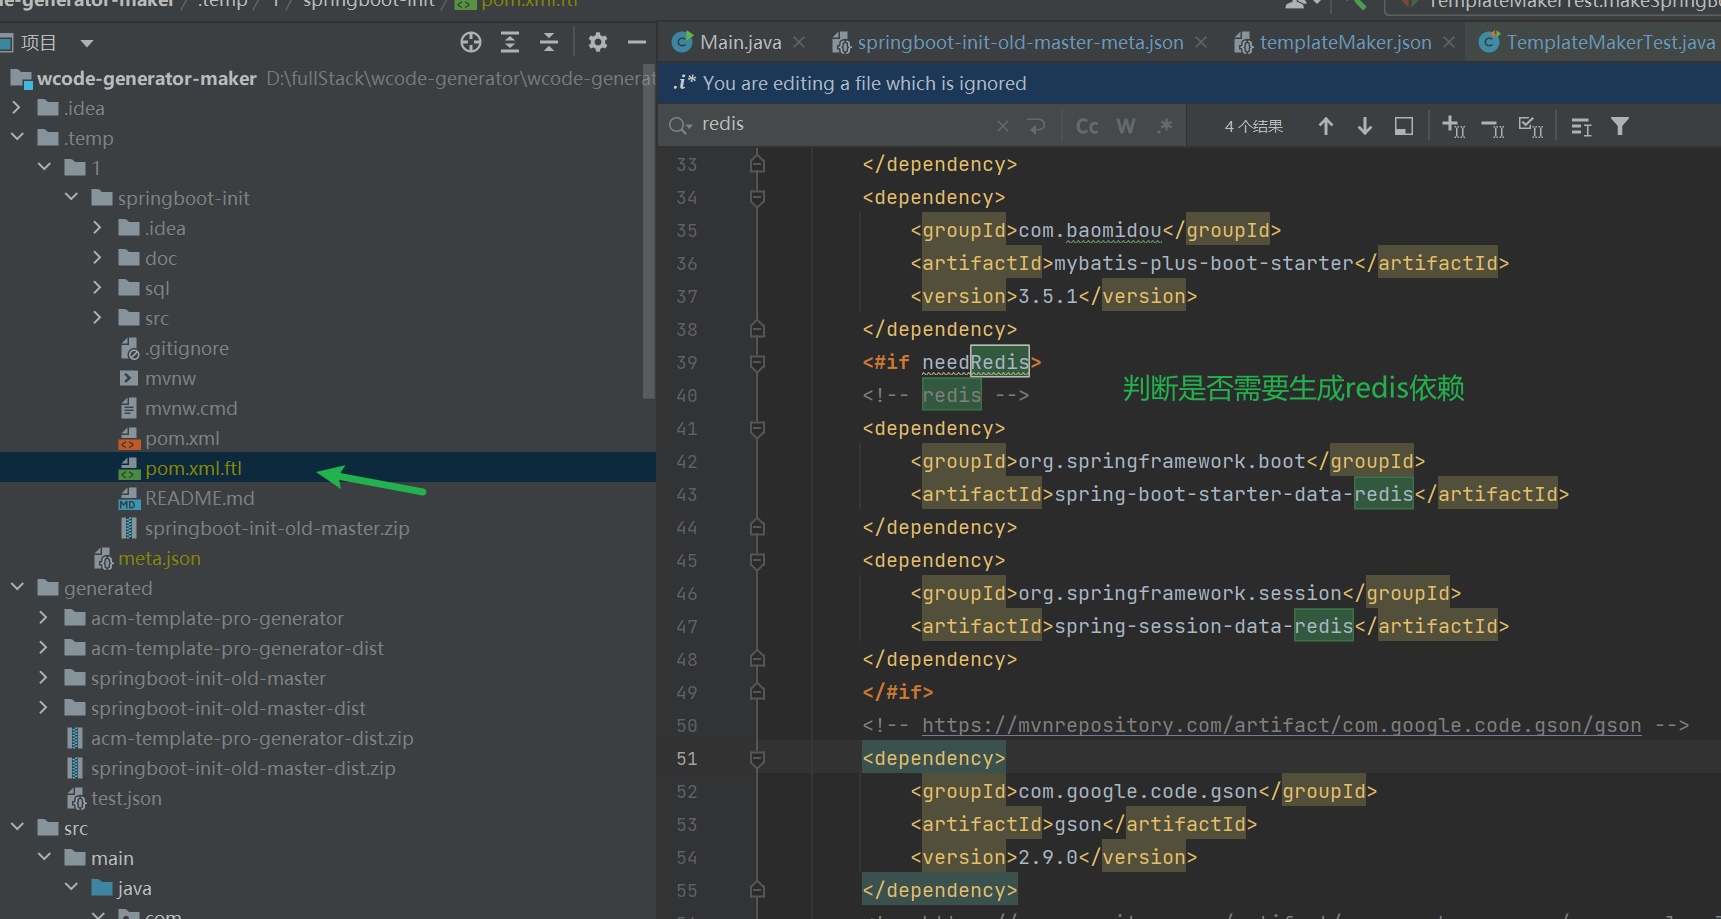 de-generator-maker / .temp / 1 / springboot-init / pom.xml.ftl
项目
wcode-generator-maker D:\fullStack\wcode-generator\wcode-generat
.idea
.temp
1
springboot-init
.idea
doc
sql
src
.gitignore
mvnw
mvnw.cmd
pom.xml
pom.xml.ftl
README.md
springboot-init-old-master.zip
meta.json
generated
acm-template-pro-generator
acm-template-pro-generator-dist
springboot-init-old-master
springboot-init-old-master-dist
acm-template-pro-generator-dist.zip
springboot-init-old-master-dist.zip
test.json
src
main
java
com
TemplateMakerTest.makeSpringB
Main.java springboot-init-old-master-meta.json templateMaker.json TemplateMakerTest.java
.i* You are editing a file which is ignored
redis Cc W .* 4 个结果
33 </dependency>
34 <dependency>
35 <groupId>com.baomidou</groupId>
36 <artifactId>mybatis-plus-boot-starter</artifactId>
37 <version>3.5.1</version>
38 </dependency>
39 <#if needRedis>
判断是否需要生成redis依赖
40 <!-- redis -->
41 <dependency>
42 <groupId>org.springframework.boot</groupId>
43 <artifactId>spring-boot-starter-data-redis</artifactId>
44 </dependency>
45 <dependency>
46 <groupId>org.springframework.session</groupId>
47 <artifactId>spring-session-data-redis</artifactId>
48 </dependency>
49 </#if>
50 <!-- https://mvnrepository.com/artifact/com.google.code.gson/gson -->
51 <dependency>
52 <groupId>com.google.code.gson</groupId>
53 <artifactId>gson</artifactId>
54 <version>2.9.0</version>
55 </dependency>